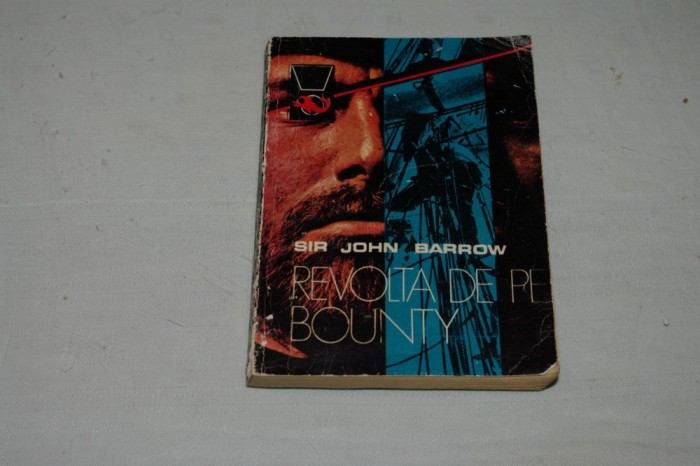 SIR JOHN BARROW
REVOLTA DE PE
BOUNTY